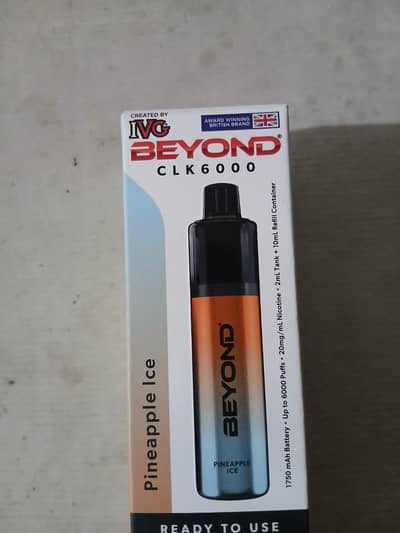 CREATED BY
IVG
AWARD WINNING
BRITISH BRAND
BEYOND®
CLK6000
Pineapple Ice
BEYOND®
PINEAPPLE
ICE
1750 mAh Battery • Up to 6000 Puffs • 20mg/mL Nicotine • 2mL Tank + 10mL Refill Container
READY TO USE